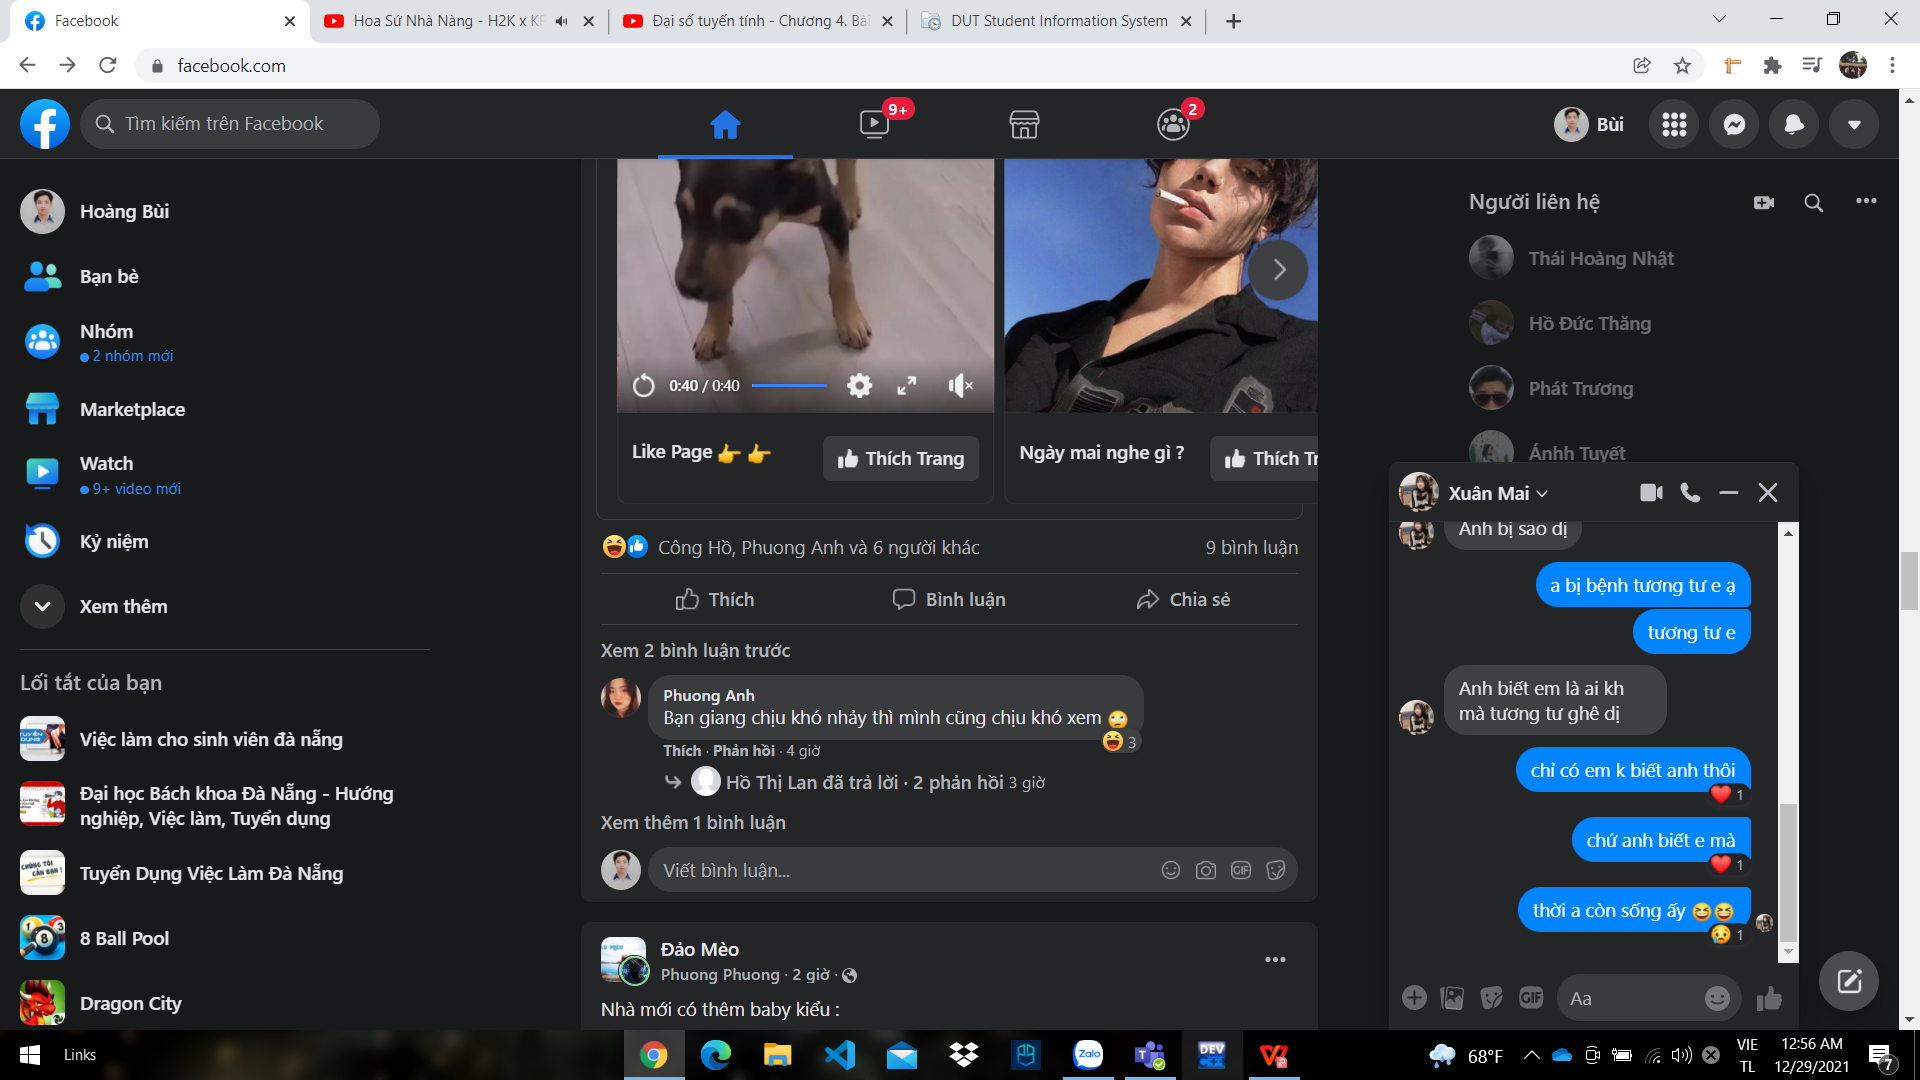 Facebook
Hoa Sứ Nhà Nàng - H2K x
Đại số tuyến tính - Chương 4. Bài
DUT Student Information System
facebook.com
Tìm kiếm trên Facebook
9+
2
Bùi
Hoàng Bùi
Bạn bè
Nhóm
2 nhóm mới
Marketplace
Watch
9+ video mới
Kỷ niệm
Xem thêm
Lối tắt của bạn
Việc làm cho sinh viên đà nẵng
Đại học Bách khoa Đà Nẵng - Hướng
nghiệp, Việc làm, Tuyển dụng
Tuyển Dụng Việc Làm Đà Nẵng
8 Ball Pool
Dragon City
0:40 / 0:40
Like Page 👉 👉
Thích Trang
Ngày mai nghe gì ?
Thích Tr
Công Hồ, Phuong Anh và 6 người khác
9 bình luận
Thích
Bình luận
Chia sẻ
Xem 2 bình luận trước
Phuong Anh
Bạn giang chịu khó nhảy thì mình cũng chịu khó xem 🙄
3
Thích · Phản hồi · 4 giờ
Hồ Thị Lan đã trả lời · 2 phản hồi 3 giờ
Xem thêm 1 bình luận
Viết bình luận...
GIF
Đảo Mèo
Phuong Phuong · 2 giờ ·
Nhà mới có thêm baby kiểu :
Người liên hệ
Thái Hoàng Nhật
Hồ Đức Thăng
Phát Trương
Ánh Tuyết
Xuân Mai
Anh bị sao dị
a bị bệnh tương tư e ạ
tương tư e
Anh biết em là ai kh
mà tương tư ghê dị
chỉ có em k biết anh thôi
1
chứ anh biết e mà
1
thời a còn sống ấy 😆😆
1
GIF
Aa
Links
Zalo
DEV
C++
68°F
VIE
TL
12:56 AM
12/29/2021
7